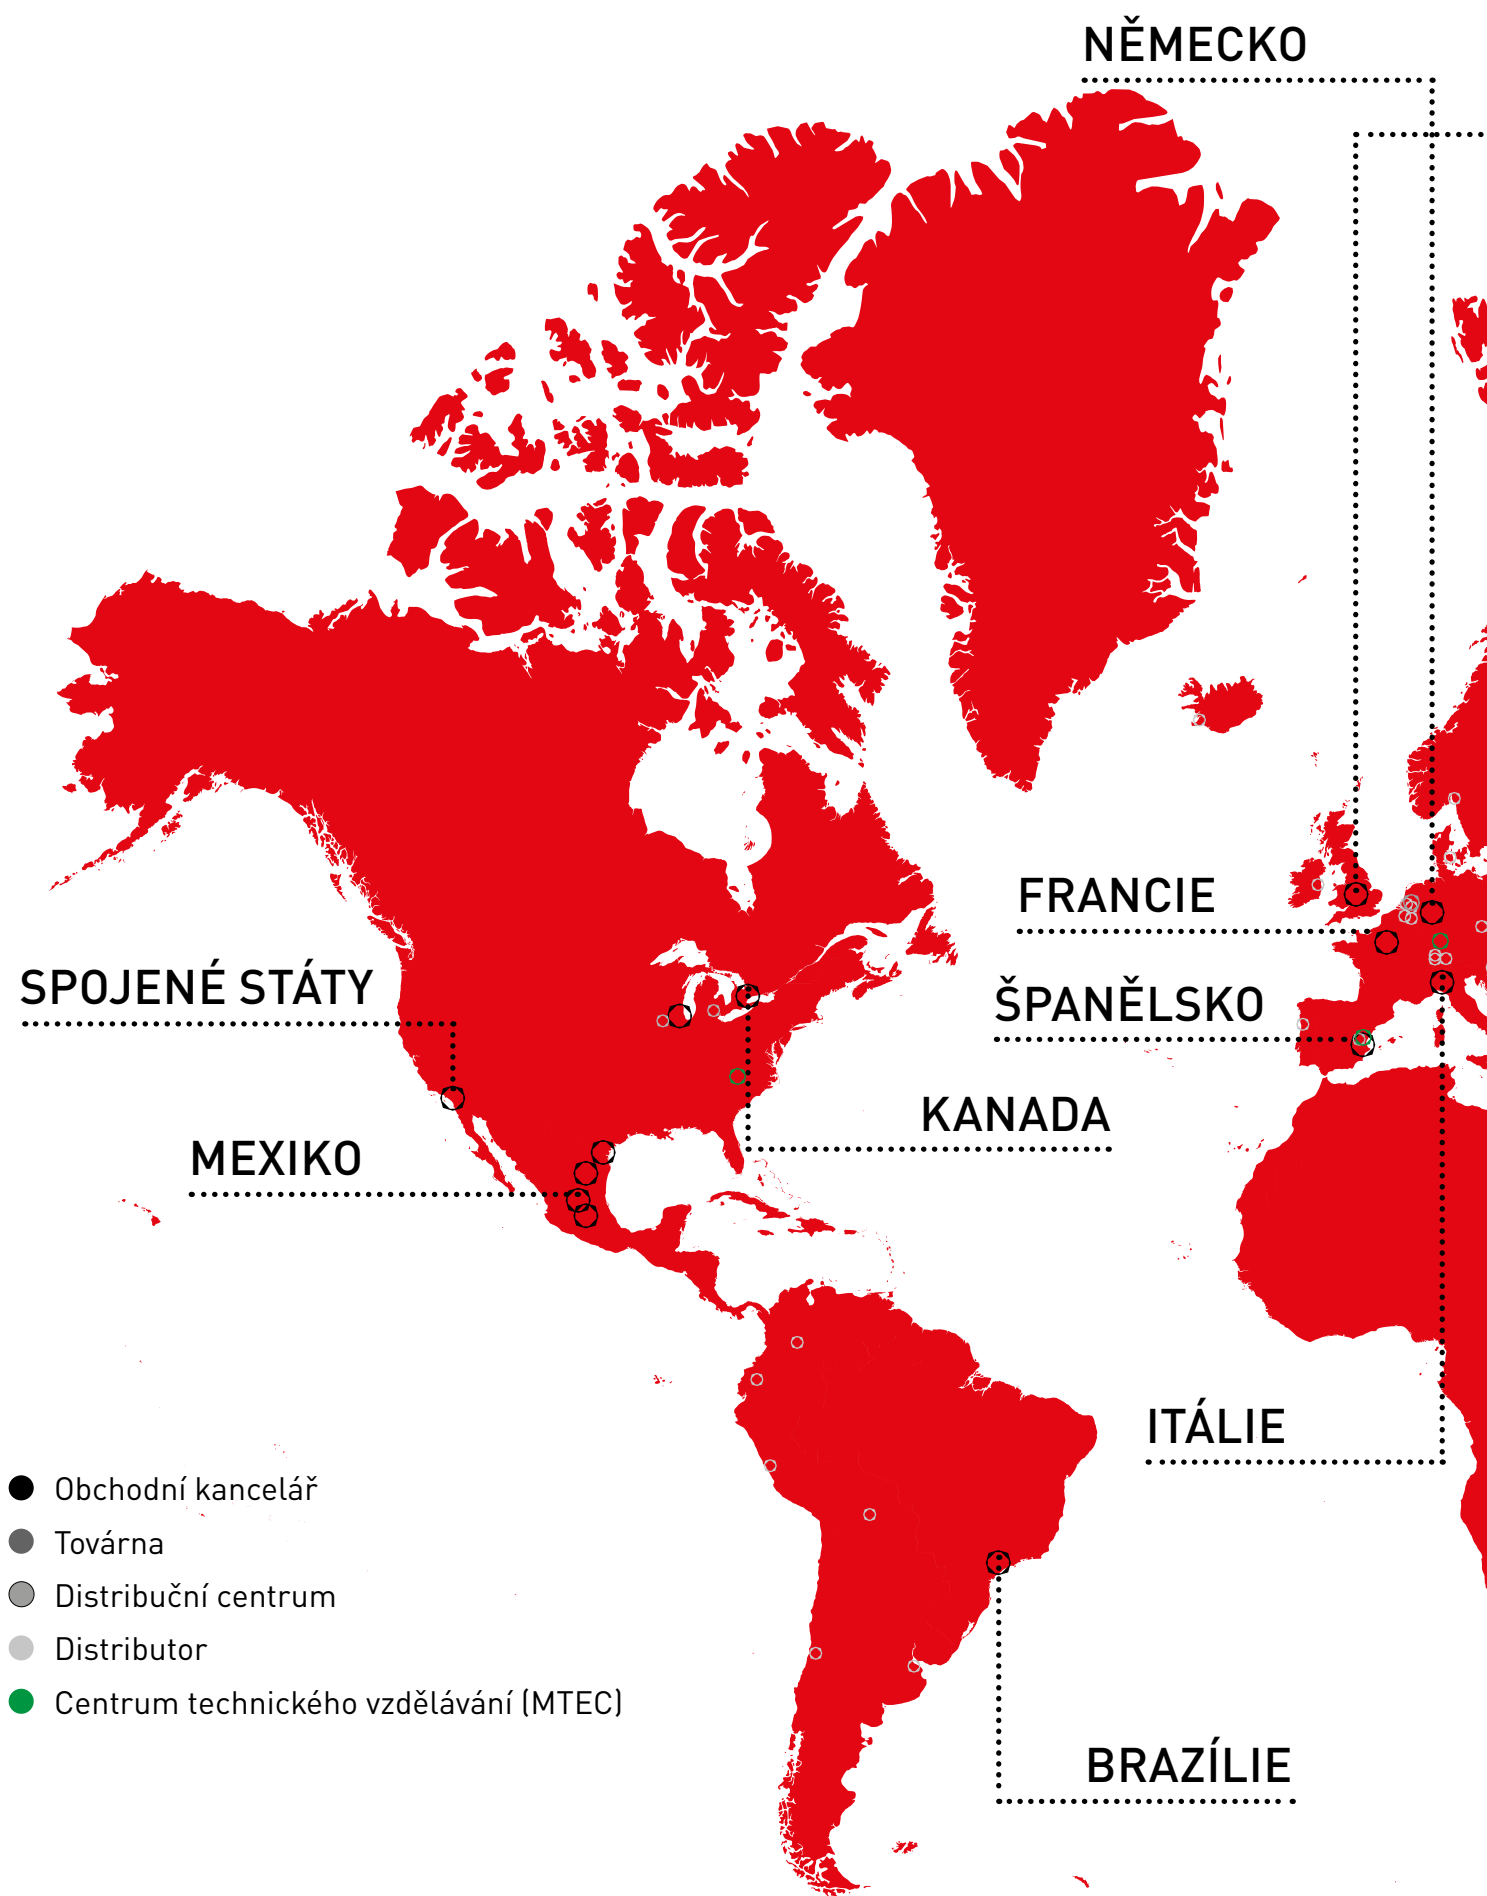 NĚMECKO
FRANCIE
SPOJENÉ STÁTY
ŠPANĚLSKO
KANADA
MEXIKO
ITÁLIE
Obchodní kancelář
Továrna
Distribuční centrum
Distributor
Centrum technického vzdělávání (MTEC)
BRAZÍLIE